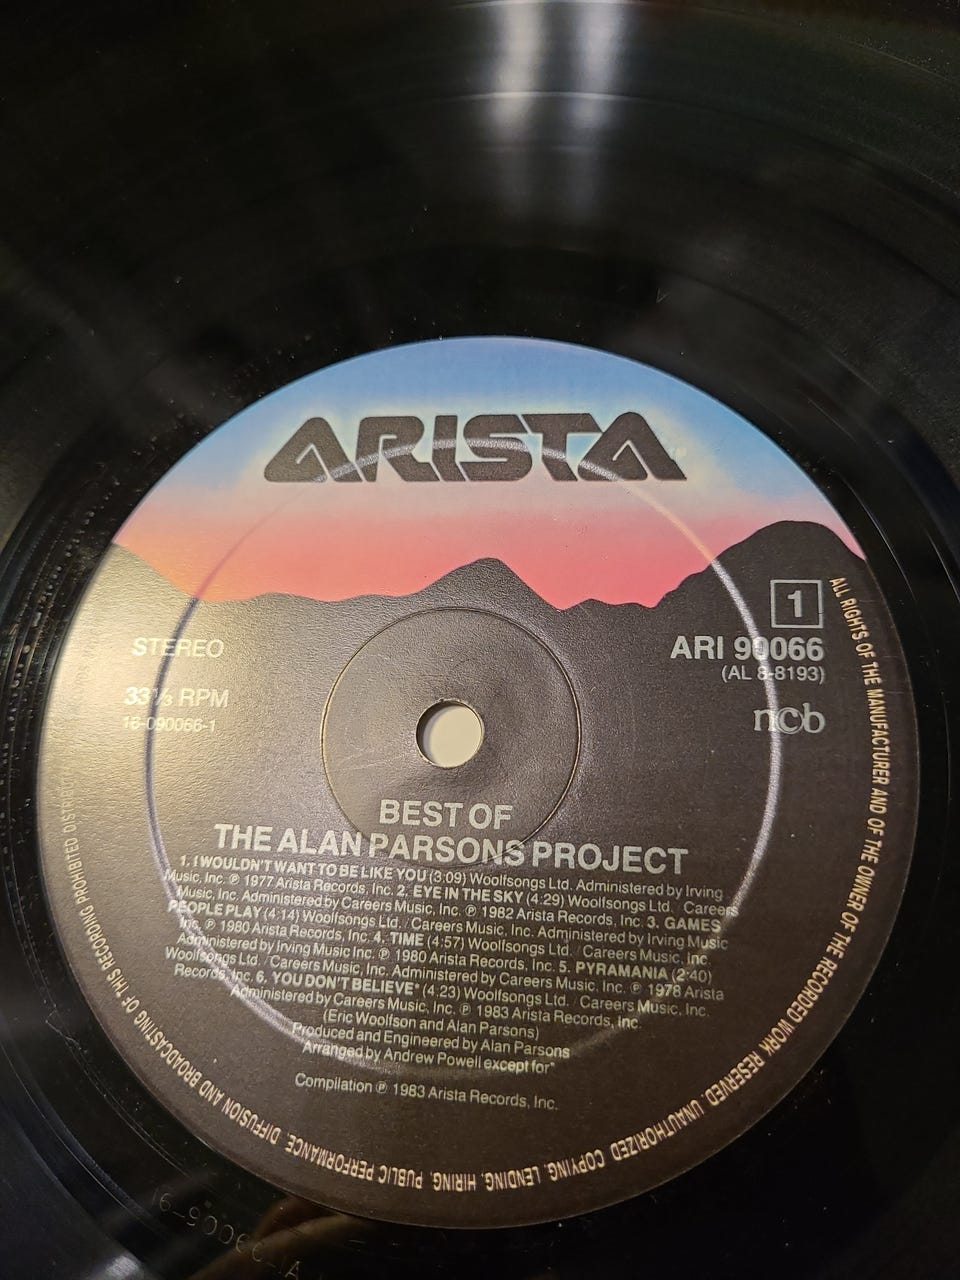 ARISTA
1
STEREO
ARI 90066
(AL 8-8193)
33⅓ RPM
16-090066-1
ncb
BEST OF
THE ALAN PARSONS PROJECT
1. I WOULDN'T WANT TO BE LIKE YOU (3:09) Woolfsongs Ltd. Administered by Irving
Music, Inc. ℗ 1977 Arista Records, Inc. 2. EYE IN THE SKY (4:29) Woolfsongs Ltd. / Careers
Music, Inc. Administered by Careers Music, Inc. ℗ 1982 Arista Records, Inc. 3. GAMES
PEOPLE PLAY (4:14) Woolfsongs Ltd. / Careers Music, Inc. Administered by Irving Music
Inc. ℗ 1980 Arista Records, Inc. 4. TIME (4:57) Woolfsongs Ltd. / Careers Music, Inc.
Administered by Irving Music Inc. ℗ 1980 Arista Records, Inc. 5. PYRAMANIA (2:40)
Woolfsongs Ltd. / Careers Music, Inc. Administered by Careers Music, Inc. ℗ 1978 Arista
Records, Inc. 6. YOU DON'T BELIEVE* (4:23) Woolfsongs Ltd. / Careers Music, Inc.
Administered by Careers Music, Inc. ℗ 1983 Arista Records, Inc.
(Eric Woolfson and Alan Parsons)
Produced and Engineered by Alan Parsons
Arranged by Andrew Powell except for*
Compilation ℗ 1983 Arista Records, Inc.
ALL RIGHTS OF THE MANUFACTURER AND OF THE OWNER OF THE RECORDED WORK RESERVED. UNAUTHORIZED COPYING, LENDING, HIRING, PUBLIC PERFORMANCE, DIFFUSION AND BROADCASTING OF THIS RECORDING PROHIBITED